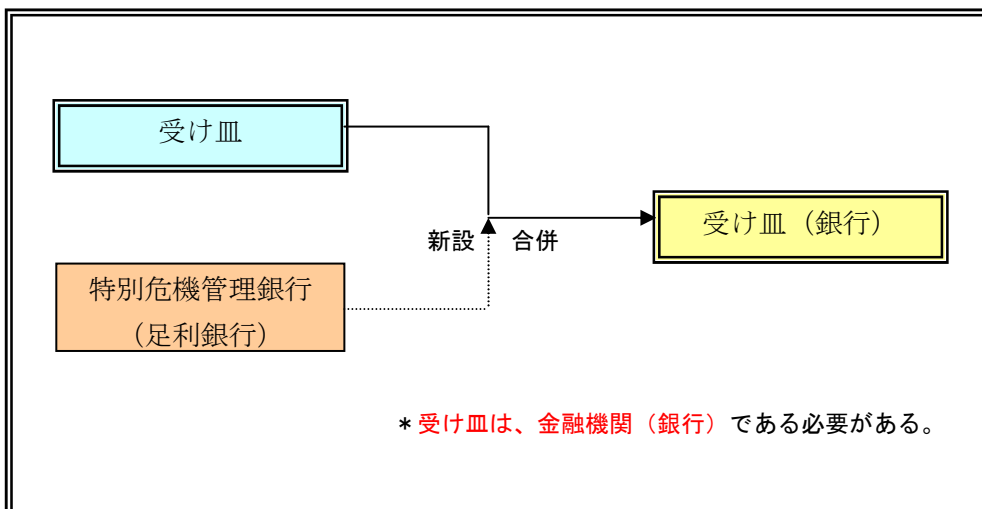 受け皿
特別危機管理銀行
（足利銀行）
新設 合併
受け皿（銀行）
＊受け皿は、金融機関（銀行）である必要がある。